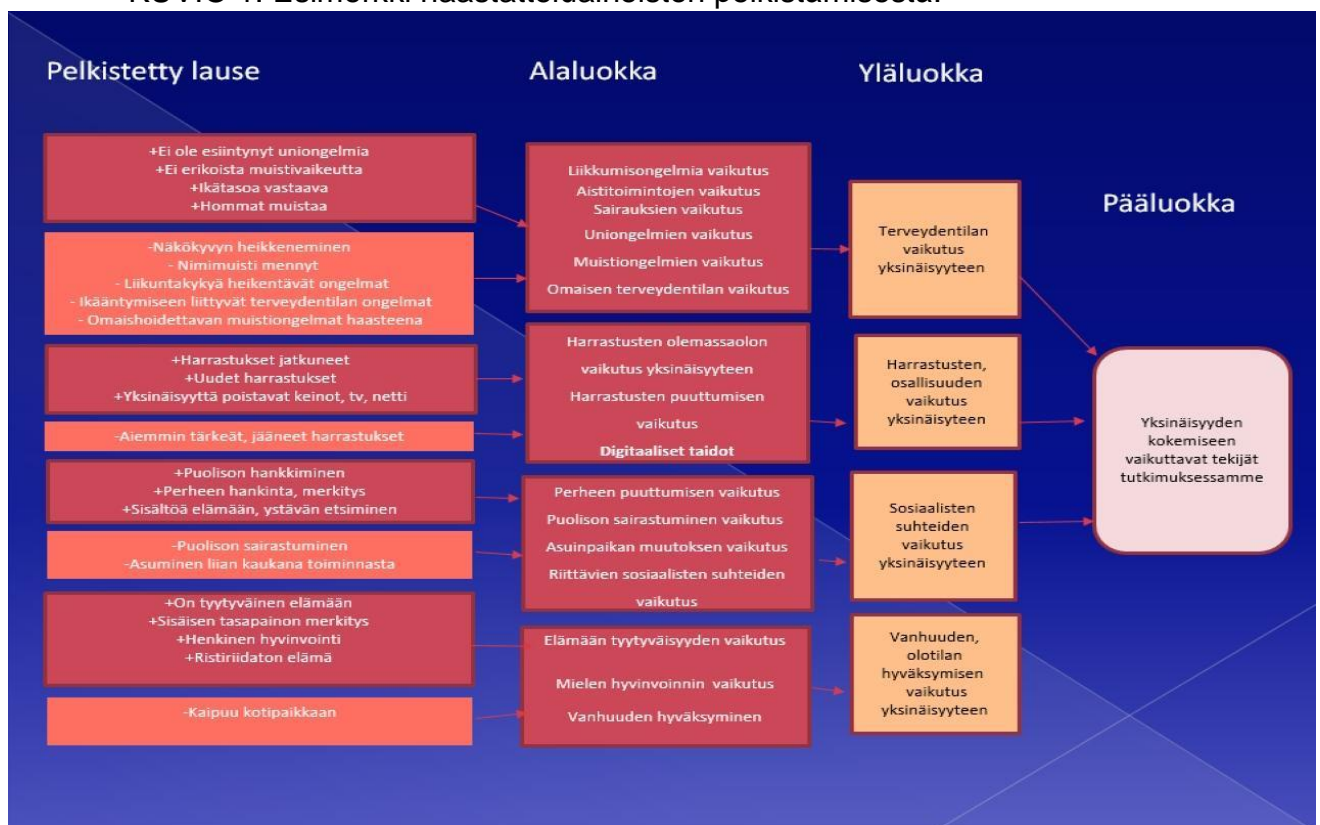 KUVIO 1. Esimerkki haastatteluaineiston pelkistämisestä.
Pelkistetty lause
Alaluokka
Yläluokka
Pääluokka
+Ei ole esiintynyt uniongelmia
+Ei erikoista muistivaikeutta
+Ikätasoa vastaava
+Hommat muistaa
-Näkökyvyn heikkeneminen
- Nimimuisti mennyt
- Liikuntakykyä heikentävät ongelmat
- Ikääntymiseen liittyvät terveydentilan ongelmat
- Omaishoidettavan muistiongelmat haasteena
+Harrastukset jatkuneet
+Uudet harrastukset
+Yksinäisyyttä poistavat keinot, tv, netti
-Aiemmin tärkeät, jääneet harrastukset
+Puolison hankkiminen
+Perheen hankinta, merkitys
+Sisältöä elämään, ystävän etsiminen
-Puolison sairastuminen
-Asuminen liian kaukana toiminnasta
+On tyytyväinen elämään
+Sisäisen tasapainon merkitys
+Henkinen hyvinvointi
+Ristiriidaton elämä
-Kaipuu kotipaikkaan
Liikkumisongelmia vaikutus
Aistitoimintojen vaikutus
Sairauksien vaikutus
Uniongelmien vaikutus
Muistiongelmien vaikutus
Omaisen terveydentilan vaikutus
Harrastusten olemassaolon
vaikutus yksinäisyyteen
Harrastusten puuttumisen
vaikutus
Digitaaliset taidot
Perheen puuttumisen vaikutus
Puolison sairastuminen vaikutus
Asuinpaikan muutoksen vaikutus
Riittävien sosiaalisten suhteiden
vaikutus
Elämään tyytyväisyyden vaikutus
Mielen hyvinvoinnin vaikutus
Vanhuuden hyväksyminen
Terveydentilan
vaikutus
yksinäisyyteen
Harrastusten,
osallisuuden
vaikutus
yksinäisyteen
Sosiaalisten
suhteiden
vaikutus
yksinäisyyteen
Vanhuuden,
olotilan
hyväksymisen
vaikutus
yksinäisyyteen
Yksinäisyyden
kokemiseen
vaikuttavat tekijät
tutkimuksessamme